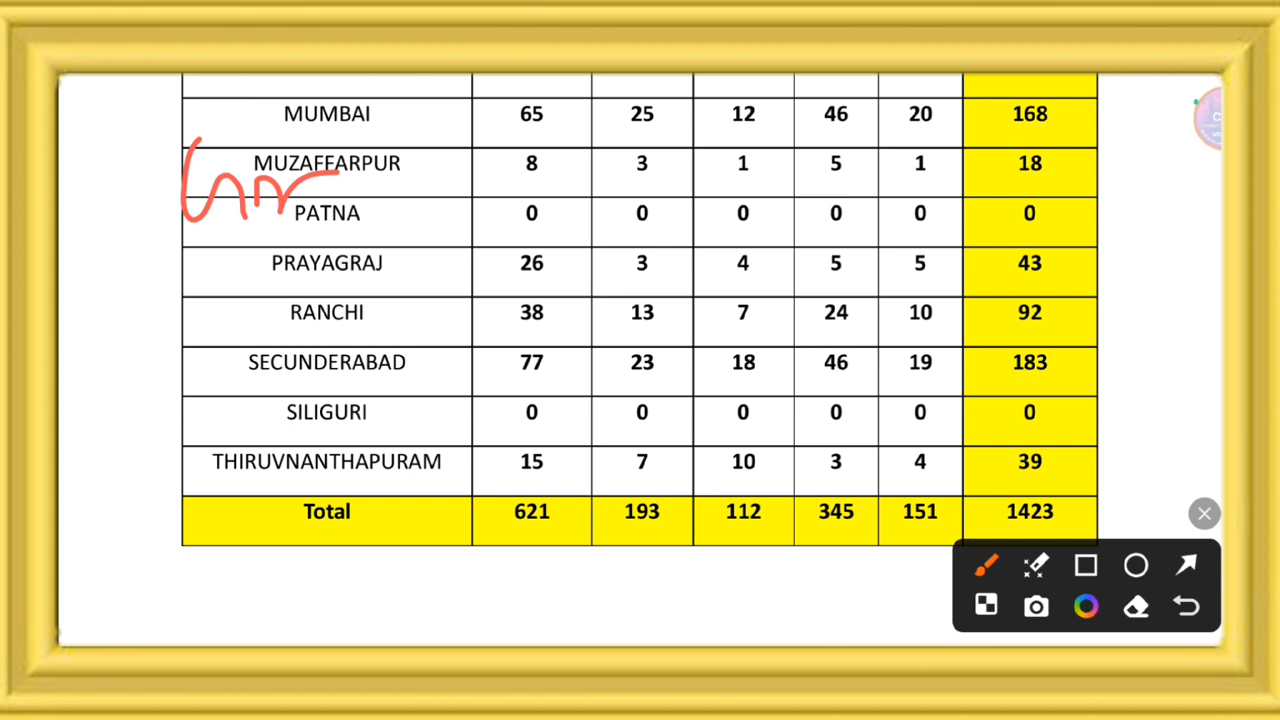 MUMBAI 65 25 12 46 20 168
MUZAFFARPUR 8 3 1 5 1 18
PATNA 0 0 0 0 0 0
PRAYAGRAJ 26 3 4 5 5 43
RANCHI 38 13 7 24 10 92
SECUNDERABAD 77 23 18 46 19 183
SILIGURI 0 0 0 0 0 0
THIRUVNANTHAPURAM 15 7 10 3 4 39
Total 621 193 112 345 151 1423